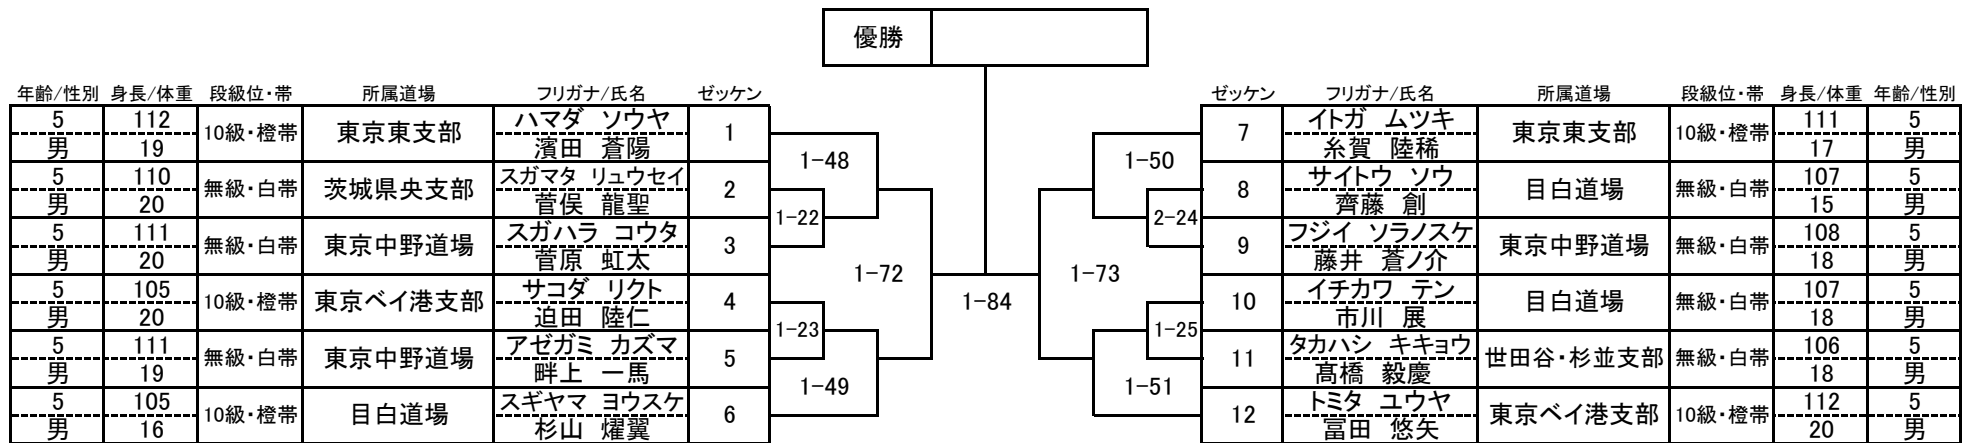 優勝
年齢/性別 身長/体重 段級位・帯 所属道場 フリガナ/氏名 ゼッケン
5 112 10級・橙帯 東京東支部 ハマダ ソウヤ 1
男 19 濱田 蒼陽
5 110 無級・白帯 茨城県央支部 スガマタ リュウセイ 2
男 20 菅俣 龍聖
5 111 無級・白帯 東京中野道場 スガハラ コウタ 3
男 20 菅原 虹太
5 105 10級・橙帯 東京ベイ港支部 サコダ リクト 4
男 20 迫田 陸仁
5 111 無級・白帯 東京中野道場 アゼガミ カズマ 5
男 19 畔上 一馬
5 105 10級・橙帯 目白道場 スギヤマ ヨウスケ 6
男 16 杉山 燿翼
1-48
1-22
1-72
1-23
1-49
1-84
1-50
2-24
1-73
1-25
1-51
ゼッケン フリガナ/氏名 所属道場 段級位・帯 身長/体重 年齢/性別
7 イトガ ムツキ 東京東支部 10級・橙帯 111 5
糸賀 陸稀 17 男
8 サイトウ ソウ 目白道場 無級・白帯 107 5
齊藤 創 15 男
9 フジイ ソラノスケ 東京中野道場 無級・白帯 108 5
藤井 蒼ノ介 18 男
10 イチカワ テン 目白道場 無級・白帯 107 5
市川 展 18 男
11 タカハシ キキョウ 世田谷・杉並支部 無級・白帯 106 5
髙橋 毅慶 18 男
12 トミタ ユウヤ 東京ベイ港支部 10級・橙帯 112 5
冨田 悠矢 20 男